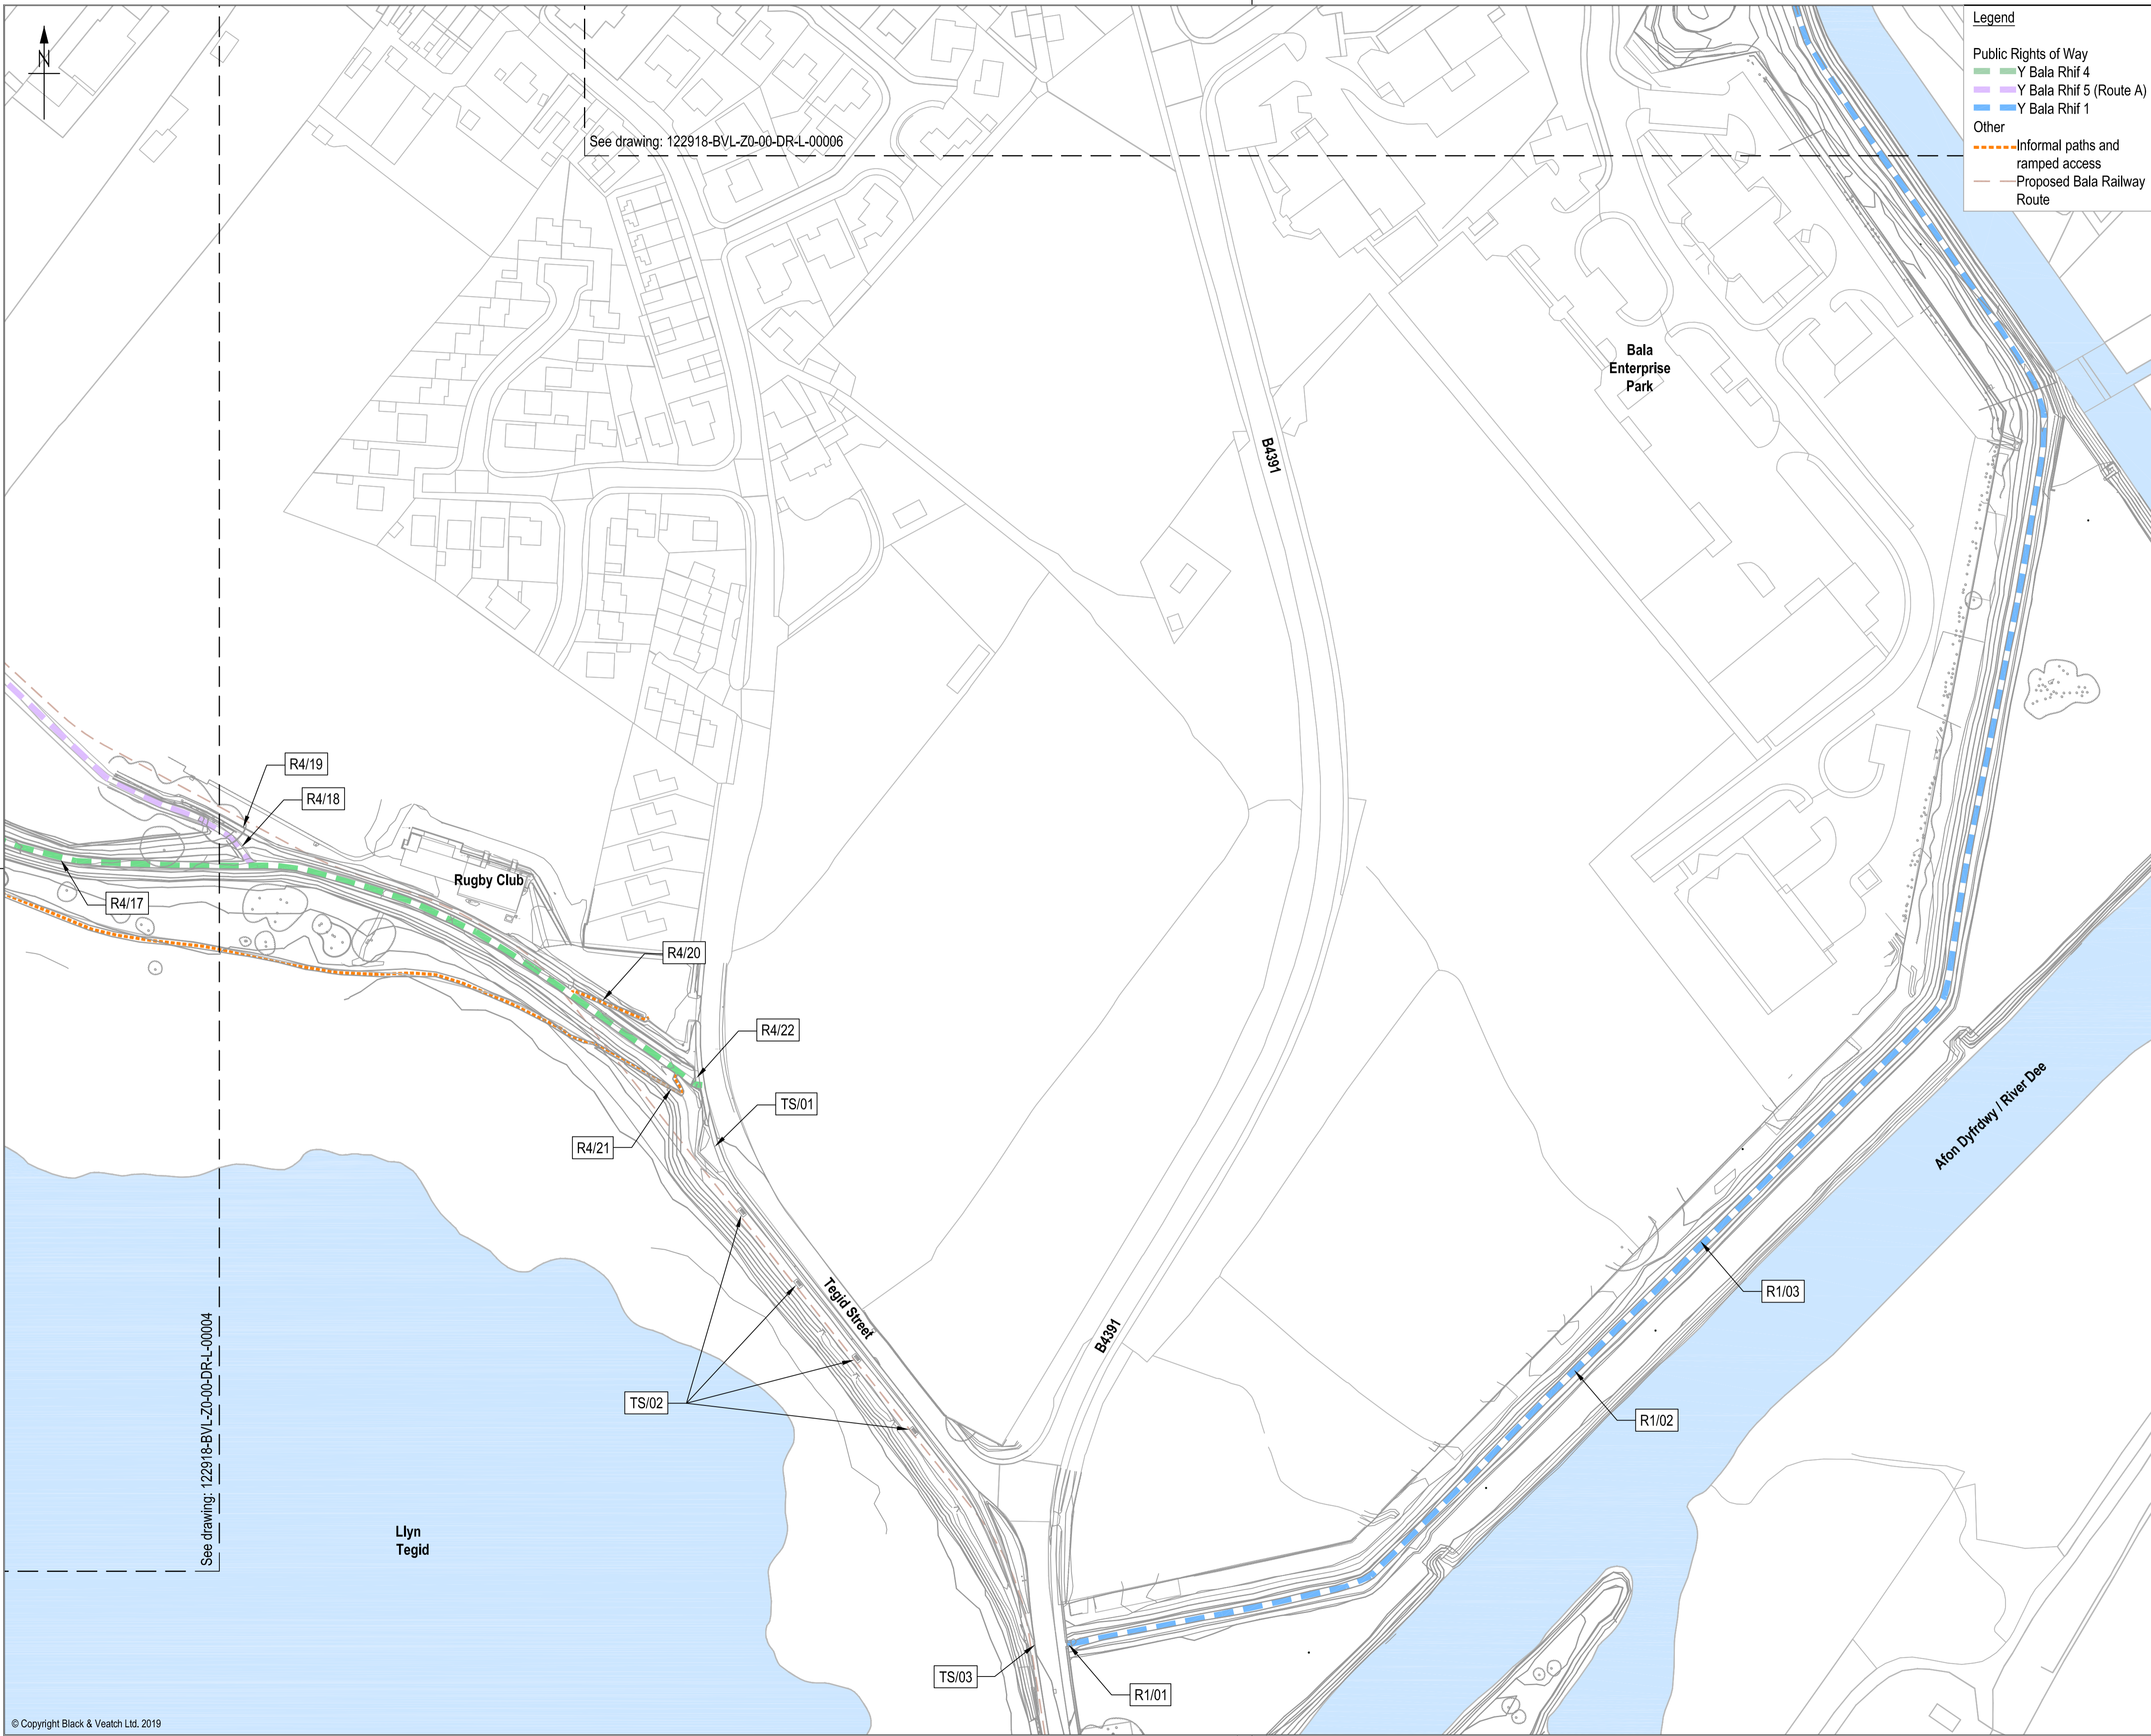 N
Legend
Public Rights of Way
Y Bala Rhif 4
Y Bala Rhif 5 (Route A)
Y Bala Rhif 1
Other
Informal paths and
ramped access
Proposed Bala Railway
Route
See drawing: 122918-BVL-Z0-00-DR-L-00006
Bala
Enterprise
Park
B4391
R4/19
R4/18
Rugby Club
R4/17
R4/20
R4/22
TS/01
R4/21
Afon Dyfrdwy / River Dee
Tegid Street
R1/03
B4391
TS/02
R1/02
See drawing: 122918-BVL-Z0-00-DR-L-00004
Llyn
Tegid
TS/03
R1/01
© Copyright Black & Veatch Ltd. 2019